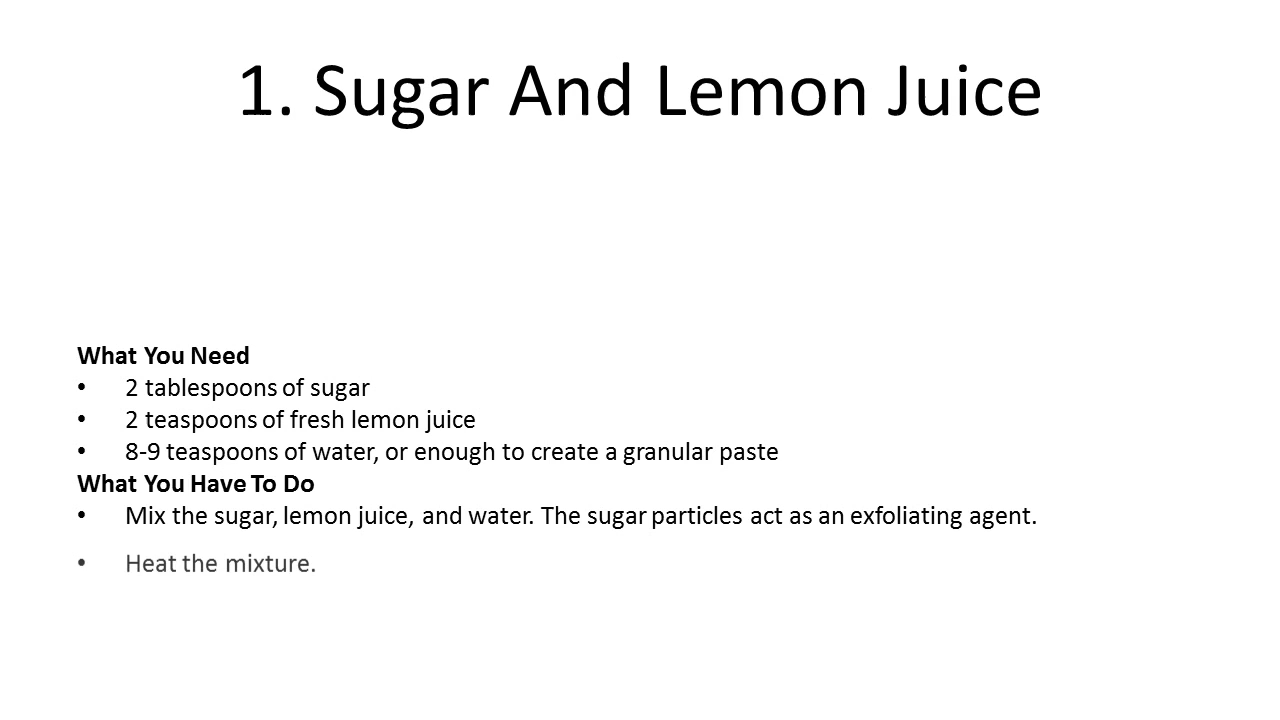 1. Sugar And Lemon Juice
What You Need
• 2 tablespoons of sugar
• 2 teaspoons of fresh lemon juice
• 8-9 teaspoons of water, or enough to create a granular paste
What You Have To Do
• Mix the sugar, lemon juice, and water. The sugar particles act as an exfoliating agent.
• Heat the mixture.